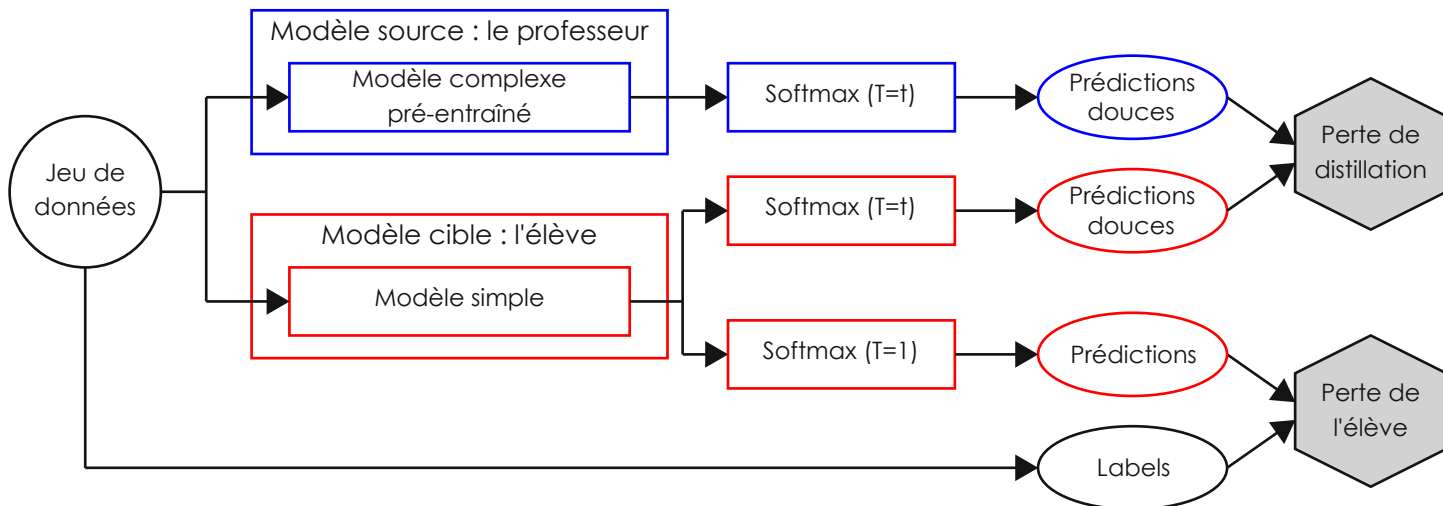 Modèle source : le professeur
Modèle complexe
pré-entraîné
Softmax (T=t)
Prédictions
douces
Perte de
distillation
Jeu de
données
Modèle cible : l'élève
Modèle simple
Softmax (T=t)
Prédictions
douces
Softmax (T=1)
Prédictions
Perte de
l'élève
Labels